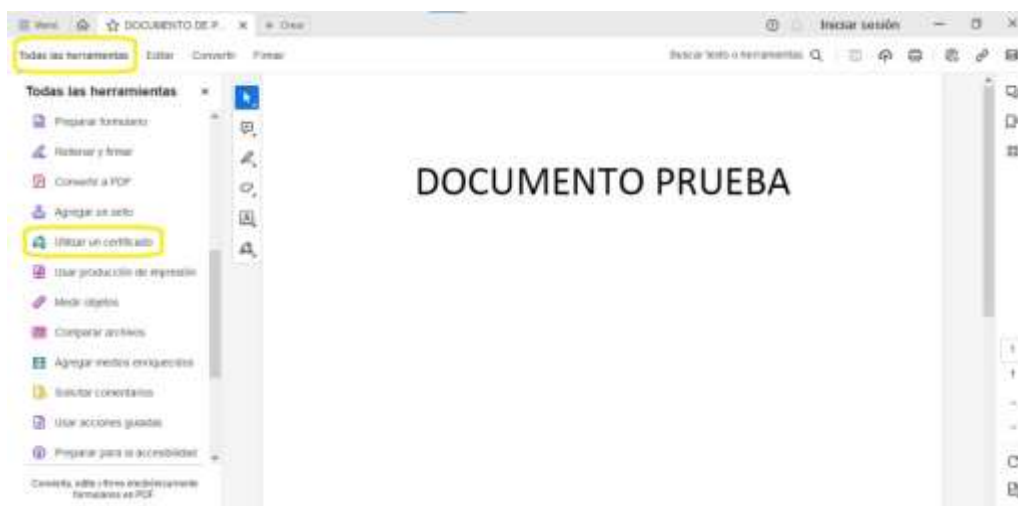 Menú DOCUMENTO DE P... Crear Iniciar sesión
Todas las herramientas Editar Convertir Firmar Buscar texto o herramientas
Todas las herramientas
Preparar formulario
Rellenar y firmar
Convertir a PDF
Agregar un sello
Utilizar un certificado
Usar producción de impresión
Medir objetos
Comparar archivos
Agregar medios enriquecidos
Solicitar comentarios
Usar acciones guiadas
Preparar para la accesibilidad
Convierta, edite y firme electrónicamente
formularios en PDF
DOCUMENTO PRUEBA
1
1